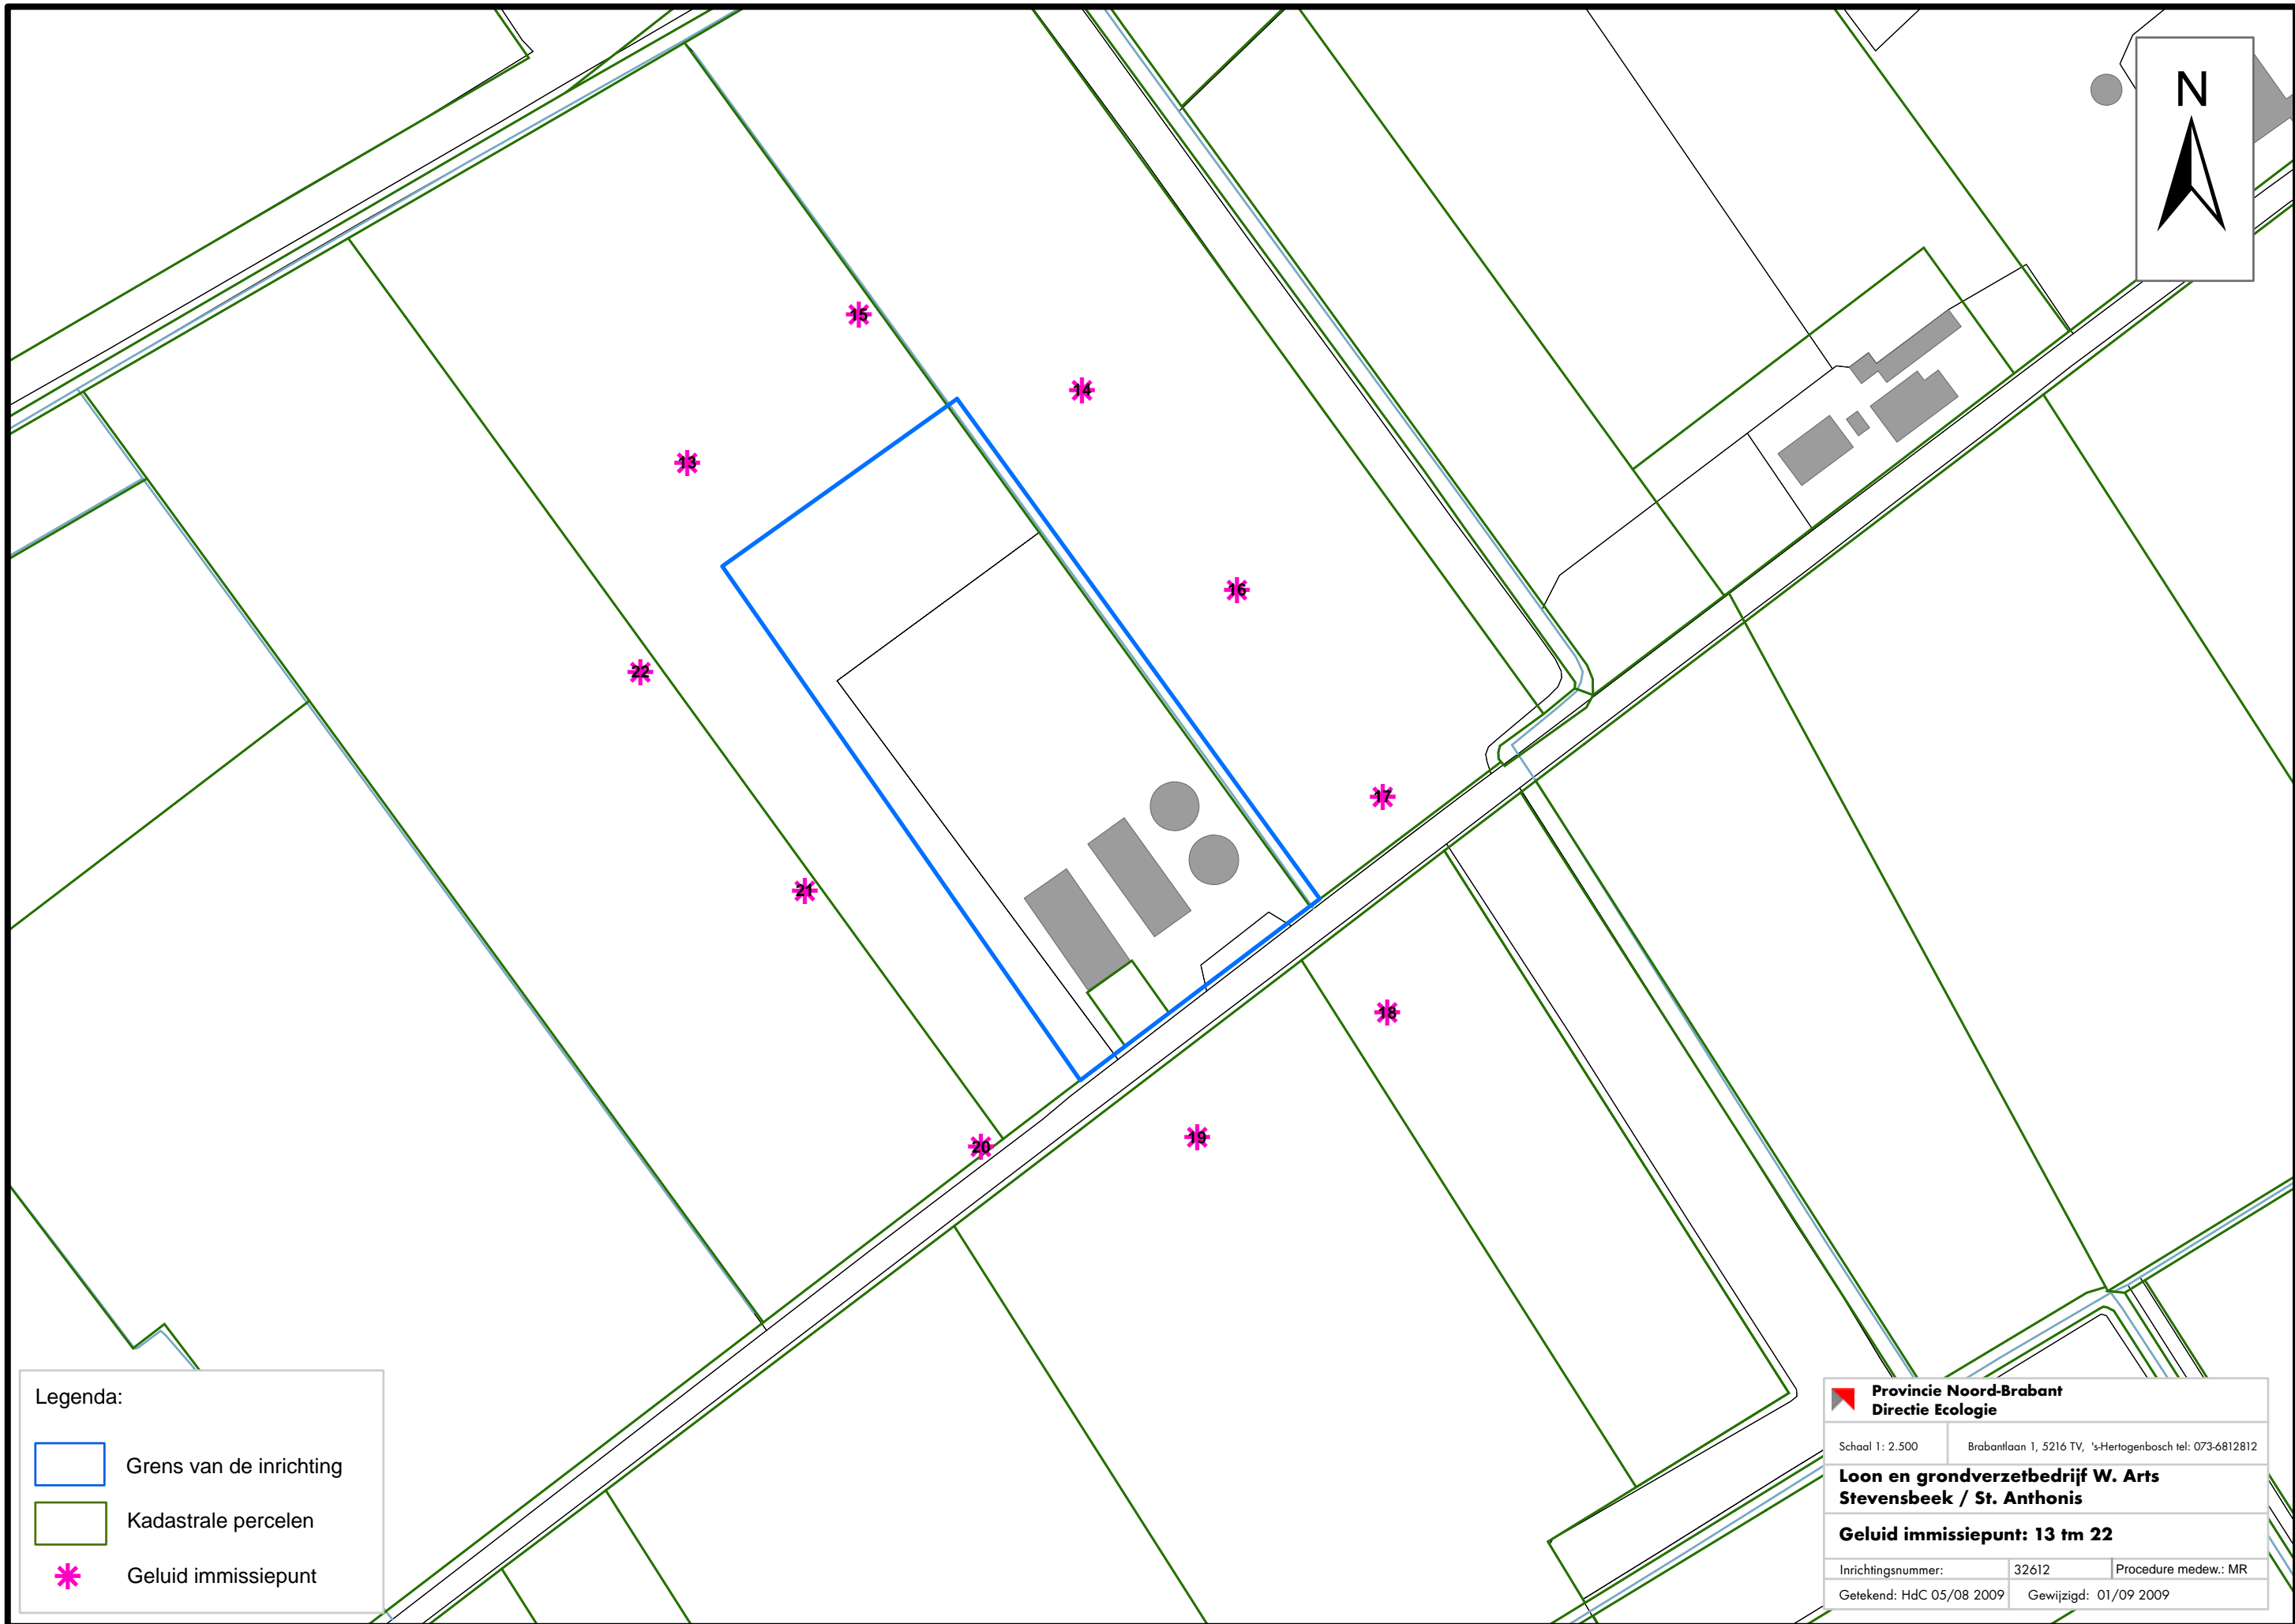 N
15
14
13
16
22
17
21
18
19
20
Legenda:
Grens van de inrichting
Kadastrale percelen
Geluid immissiepunt
Provincie Noord-Brabant
Directie Ecologie
Schaal 1: 2.500 Brabantlaan 1, 5216 TV, 's-Hertogenbosch tel: 073-6812812
Loon en grondverzetbedrijf W. Arts
Stevensbeek / St. Anthonis
Geluid immissiepunt: 13 tm 22
Inrichtingsnummer: 32612 Procedure medew.: MR
Getekend: HdC 05/08 2009 Gewijzigd: 01/09 2009